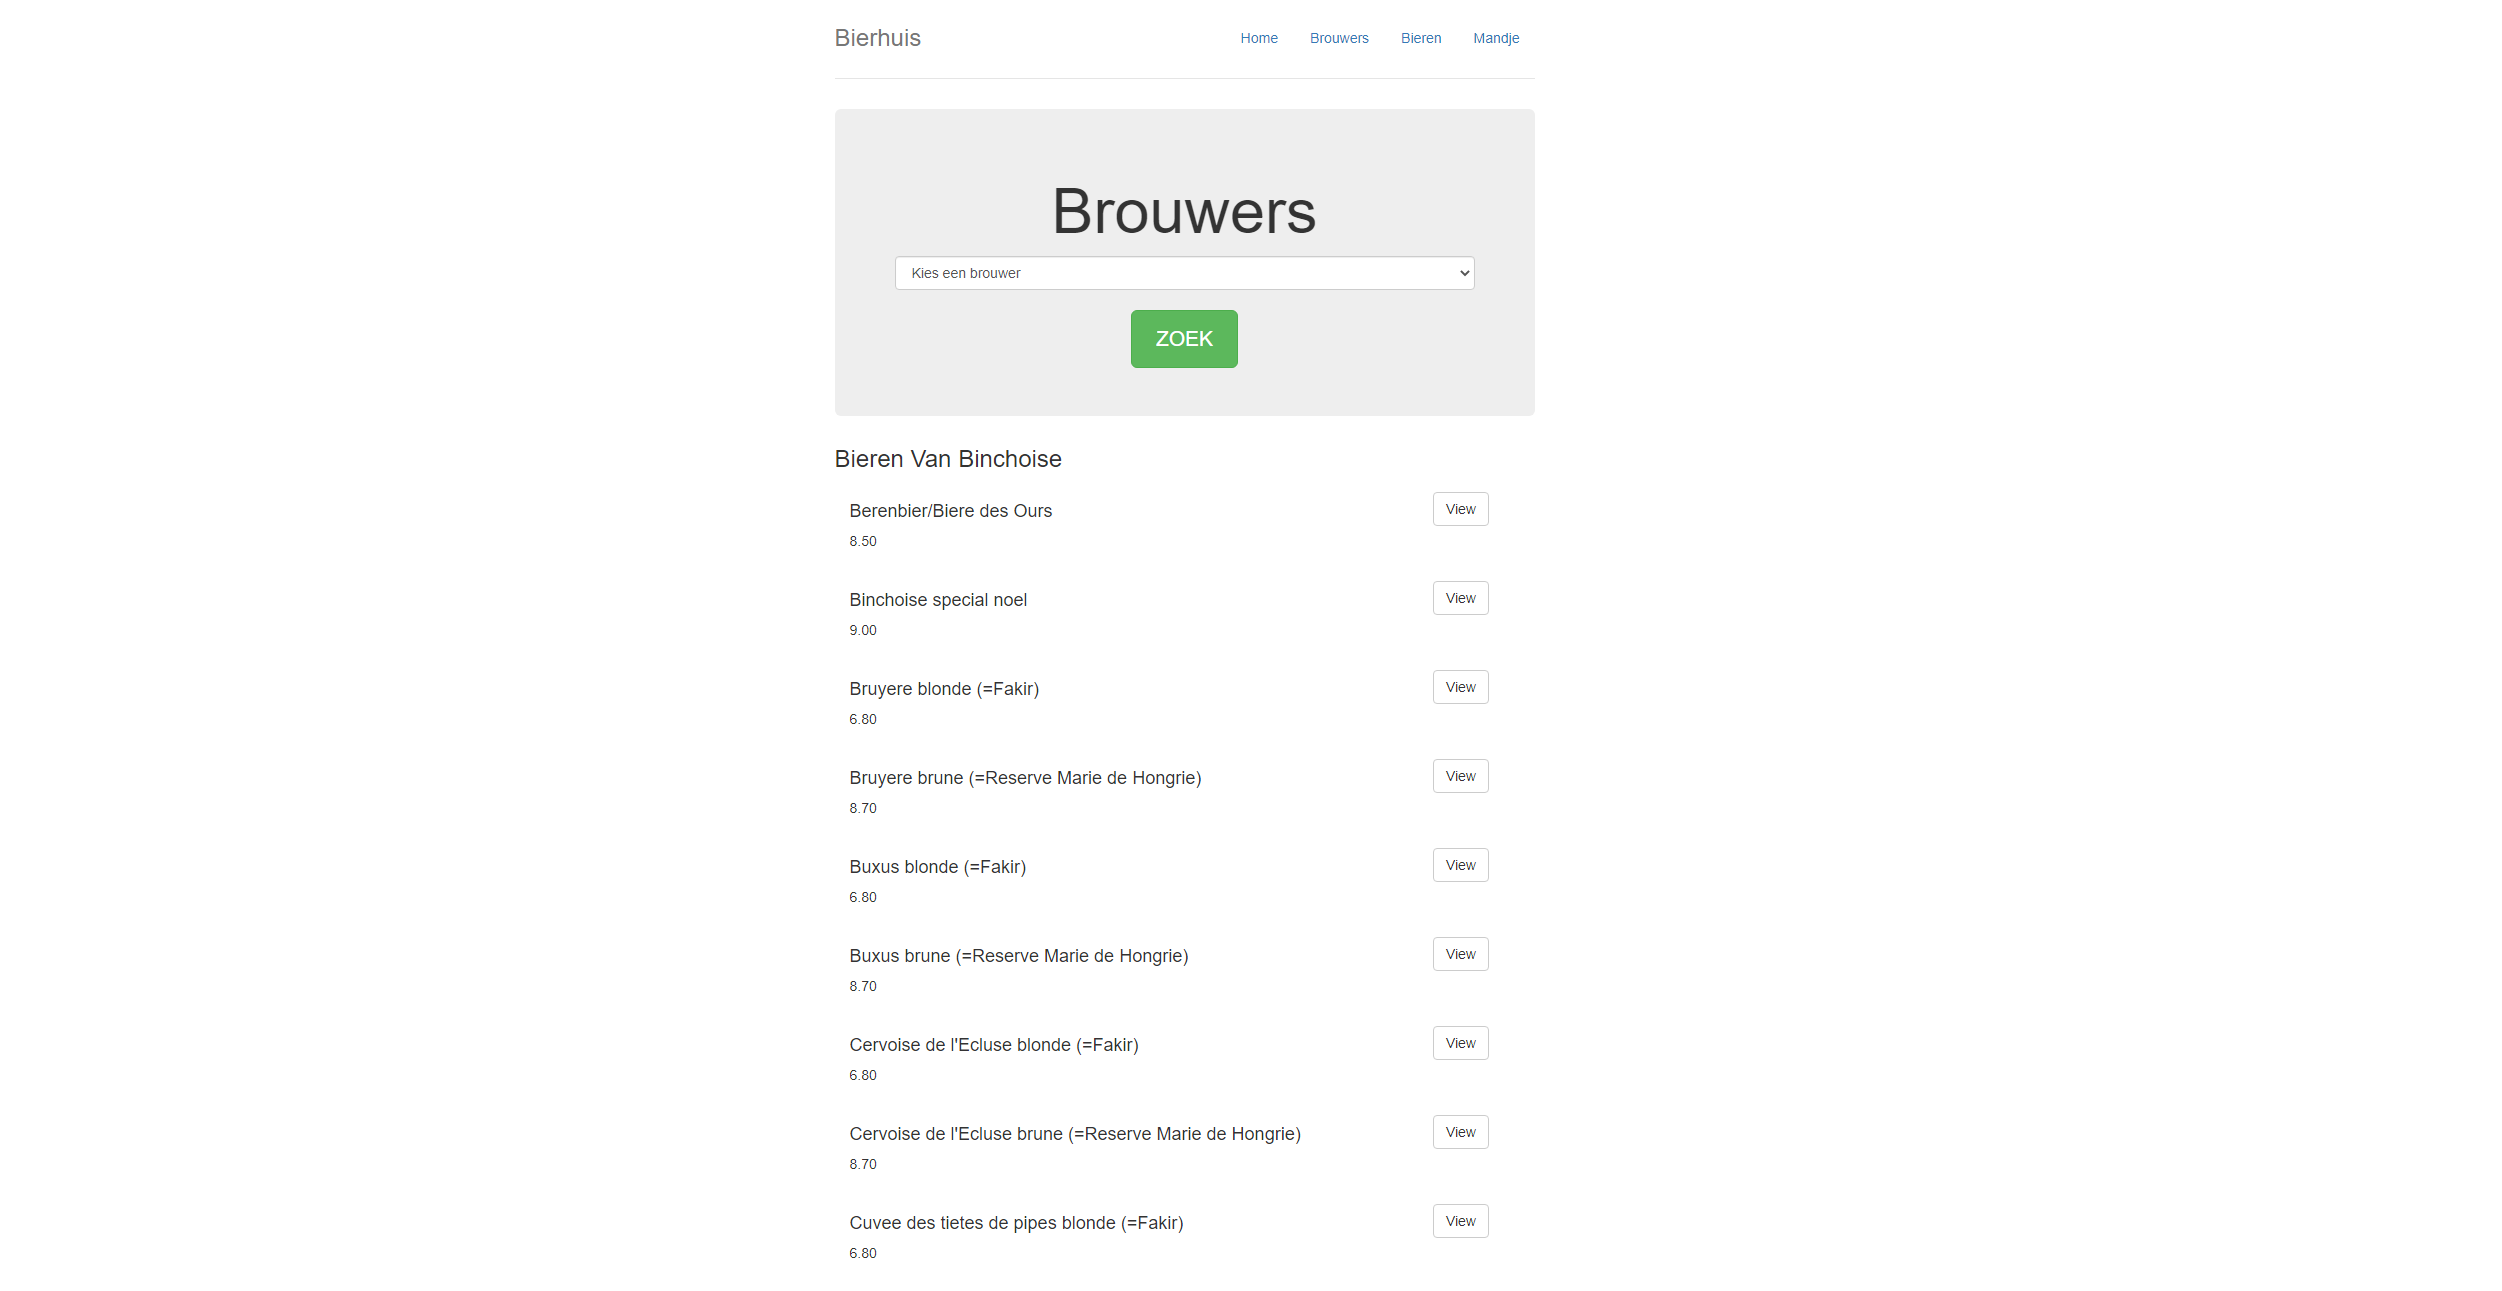 Bierhuis
Home Brouwers Bieren Mandje
Brouwers
Kies een brouwer
ZOEK
Bieren Van Binchoise
Berenbier/Biere des Ours View
8.50
Binchoise special noel View
9.00
Bruyere blonde (=Fakir) View
6.80
Bruyere brune (=Reserve Marie de Hongrie) View
8.70
Buxus blonde (=Fakir) View
6.80
Buxus brune (=Reserve Marie de Hongrie) View
8.70
Cervoise de l'Ecluse blonde (=Fakir) View
6.80
Cervoise de l'Ecluse brune (=Reserve Marie de Hongrie) View
8.70
Cuvee des tietes de pipes blonde (=Fakir) View
6.80